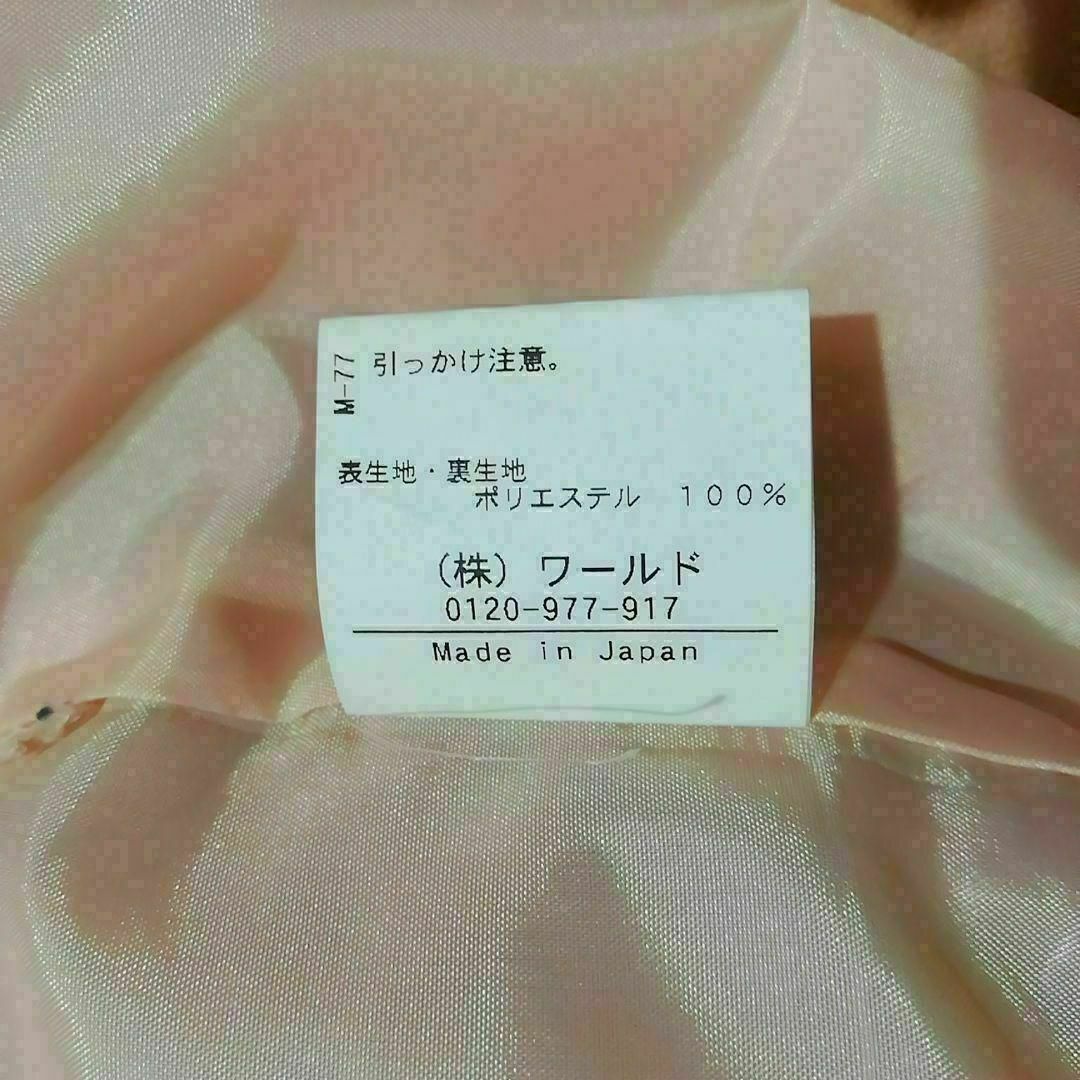 M-77
引っかけ注意。
表生地・裏生地
ポリエステル　１００％
（株）ワールド
0120-977-917
Made in Japan